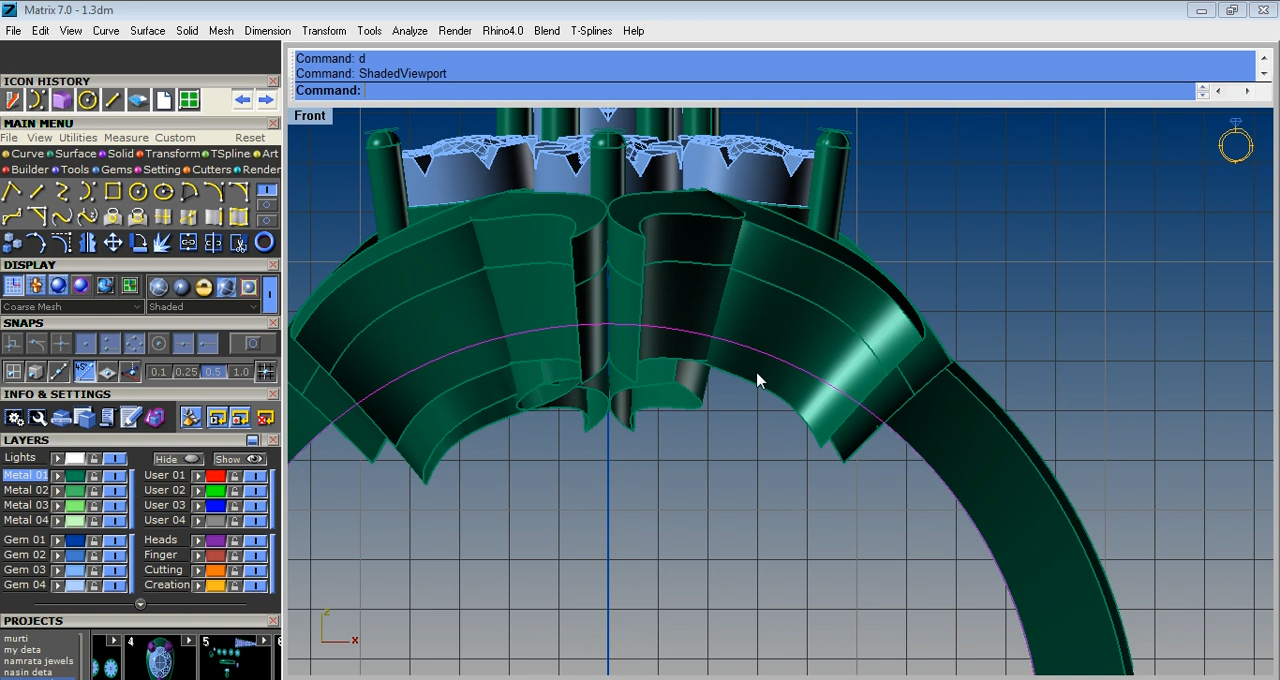 Matrix 7.0 - 1.3dm
File Edit View Curve Surface Solid Mesh Dimension Transform Tools Analyze Render Rhino4.0 Blend T-Splines Help
Command: d
Command: ShadedViewport
Command:
Front
ICON HISTORY
MAIN MENU
File View Utilities Measure Custom Reset
Curve Surface Solid Transform TSpline Art
Builder Tools Gems Setting Cutters Render
DISPLAY
Coarse Mesh Shaded
SNAPS
45°
0.1 0.25 0.5 1.0
INFO & SETTINGS
LAYERS
Lights Hide Show
Metal 01 User 01
Metal 02 User 02
Metal 03 User 03
Metal 04 User 04
Gem 01 Heads
Gem 02 Finger
Gem 03 Cutting
Gem 04 Creation
PROJECTS
murti
my deta
namrata jewels
nasin deta
4 5
z
x